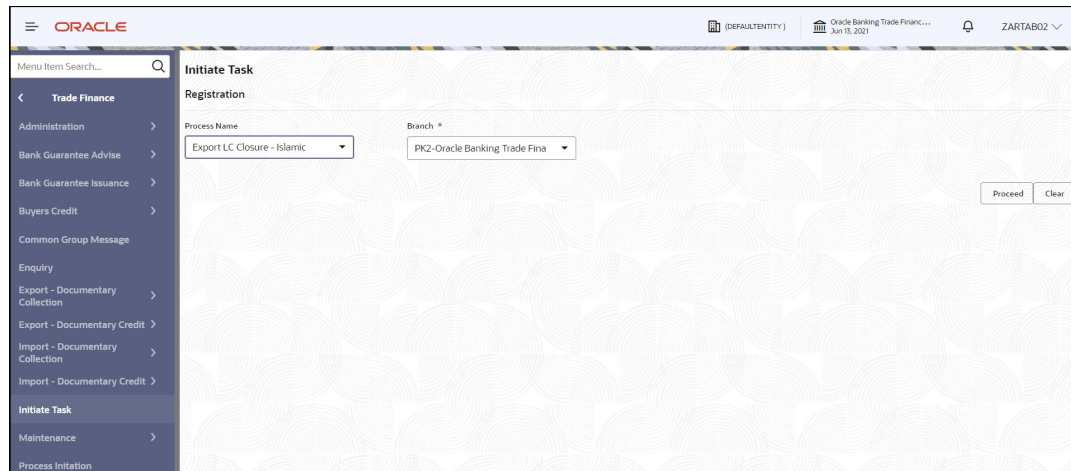 ORACLE
(DEFAULTENTITY )
Oracle Banking Trade Financ...
Jun 13, 2021
ZARTAB02
Menu Item Search...
Trade Finance
Administration
Bank Guarantee Advise
Bank Guarantee Issuance
Buyers Credit
Common Group Message
Enquiry
Export - Documentary
Collection
Export - Documentary Credit
Import - Documentary
Collection
Import - Documentary Credit
Initiate Task
Maintenance
Process Initation
Initiate Task
Registration
Process Name
Branch *
Export LC Closure - Islamic
PK2-Oracle Banking Trade Fina
Proceed
Clear